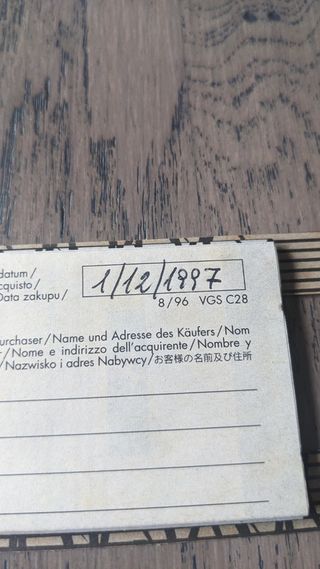 datum/
cquisto/ 1/12/1997
Data zakupu/
8/96 VGS C28
urchaser/Name und Adresse des Käufers/Nom
/Nome e indirizzo dell'acquirente/Nombre y
/Nazwisko i adres Nabywcy/お客様の名前及び住所